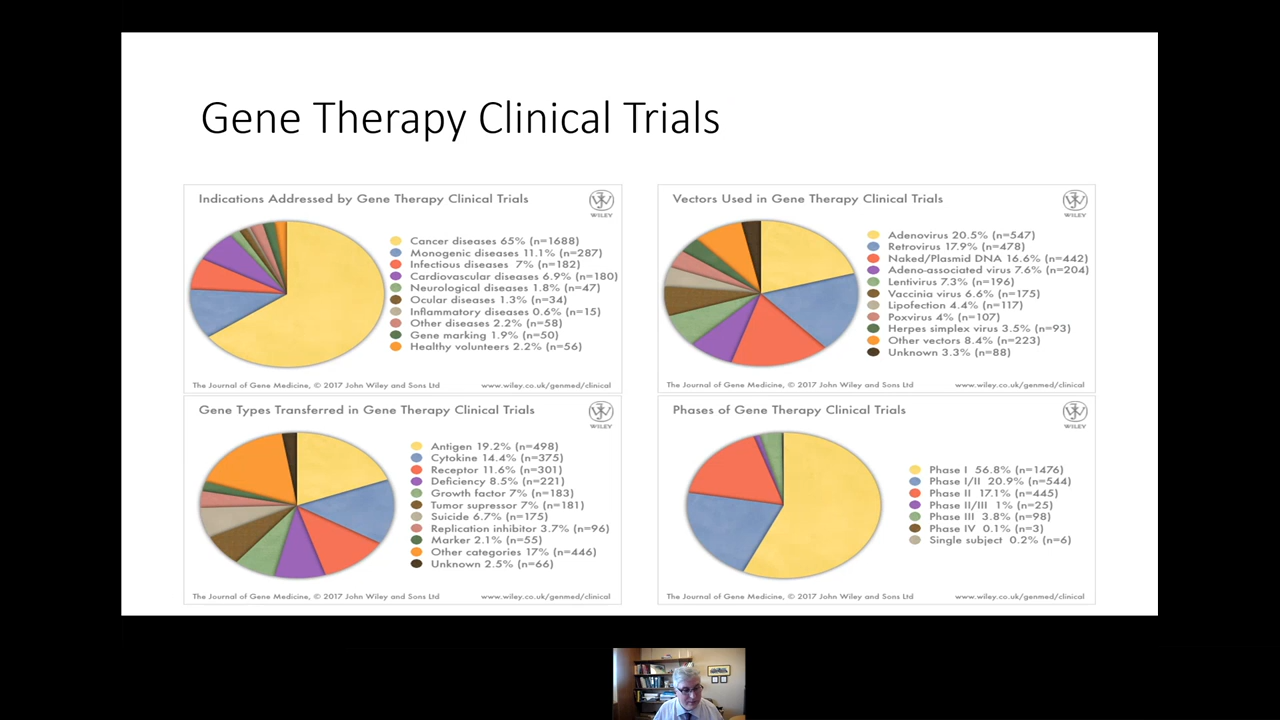 Gene Therapy Clinical Trials
Indications Addressed by Gene Therapy Clinical Trials
WILEY
Cancer diseases 65% (n=1688)
Monogenic diseases 11.1% (n=287)
Infectious diseases 7% (n=182)
Cardiovascular diseases 6.9% (n=180)
Neurological diseases 1.8% (n=47)
Ocular diseases 1.3% (n=34)
Inflammatory diseases 0.6% (n=15)
Other diseases 2.2% (n=58)
Gene marking 1.9% (n=50)
Healthy volunteers 2.2% (n=56)
The Journal of Gene Medicine, © 2017 John Wiley and Sons Ltd www.wiley.co.uk/genmed/clinical
Vectors Used in Gene Therapy Clinical Trials
WILEY
Adenovirus 20.5% (n=547)
Retrovirus 17.9% (n=478)
Naked/Plasmid DNA 16.6% (n=442)
Adeno-associated virus 7.6% (n=204)
Lentivirus 7.3% (n=196)
Vaccinia virus 6.6% (n=175)
Lipofection 4.4% (n=117)
Poxvirus 4% (n=107)
Herpes simplex virus 3.5% (n=93)
Other vectors 8.4% (n=223)
Unknown 3.3% (n=88)
The Journal of Gene Medicine, © 2017 John Wiley and Sons Ltd www.wiley.co.uk/genmed/clinical
Gene Types Transferred in Gene Therapy Clinical Trials
WILEY
Antigen 19.2% (n=498)
Cytokine 14.4% (n=375)
Receptor 11.6% (n=301)
Deficiency 8.5% (n=221)
Growth factor 7% (n=183)
Tumor supressor 7% (n=181)
Suicide 6.7% (n=175)
Replication inhibitor 3.7% (n=96)
Marker 2.1% (n=55)
Other categories 17% (n=446)
Unknown 2.5% (n=66)
The Journal of Gene Medicine, © 2017 John Wiley and Sons Ltd www.wiley.co.uk/genmed/clinical
Phases of Gene Therapy Clinical Trials
WILEY
Phase I 56.8% (n=1476)
Phase I/II 20.9% (n=544)
Phase II 17.1% (n=445)
Phase II/III 1% (n=25)
Phase III 3.8% (n=98)
Phase IV 0.1% (n=3)
Single subject 0.2% (n=6)
The Journal of Gene Medicine, © 2017 John Wiley and Sons Ltd www.wiley.co.uk/genmed/clinical